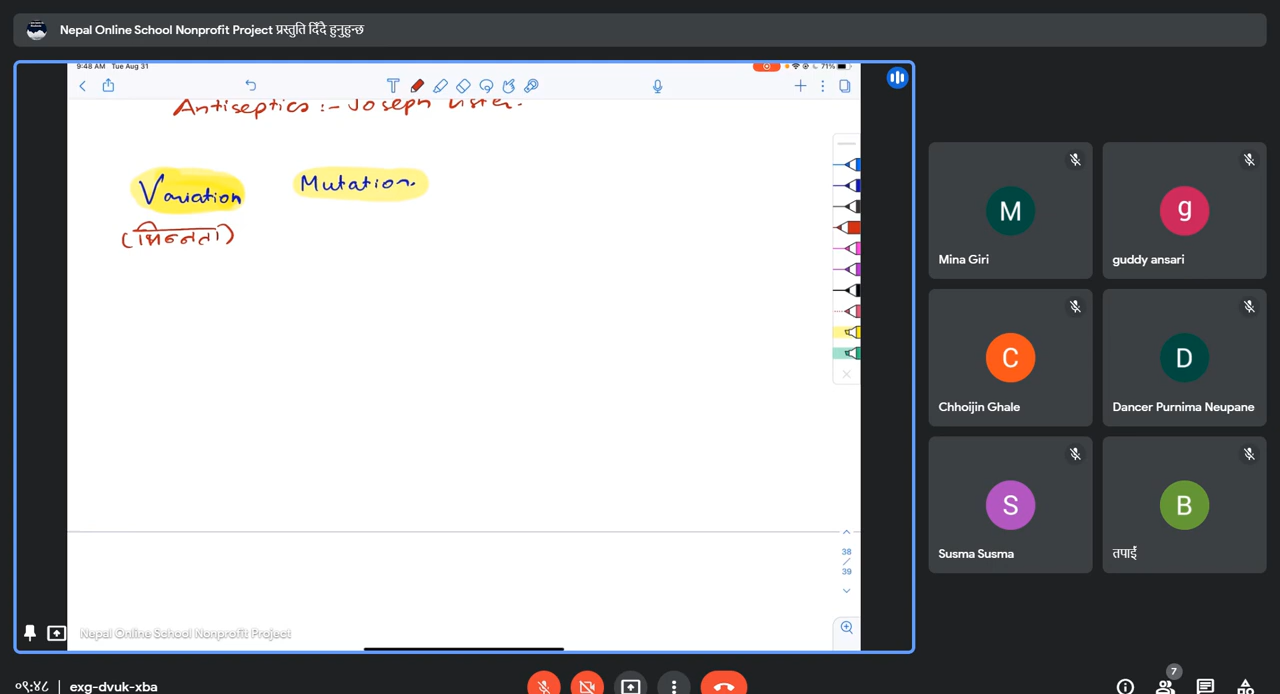 Nepal Online School Nonprofit Project प्रस्तुति दिँदै हुनुहुन्छ
9:48 AM Tue Aug 31
71%
Antiseptics :- Joseph Lister.
Variation Mutation.
(भिन्नता)
38
/
39
Nepal Online School Nonprofit Project
M
Mina Giri
g
guddy ansari
C
Chhoijin Ghale
D
Dancer Purnima Neupane
S
Susma Susma
B
तपाईं
०९:४८ | exg-dvuk-xba
7